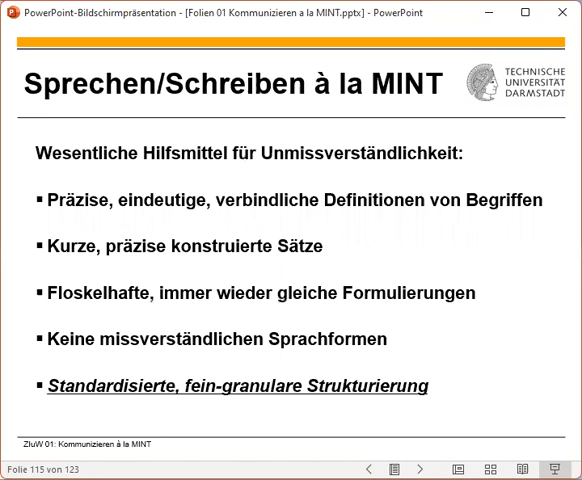 PowerPoint-Bildschirmpräsentation - [Folien 01 Kommunizieren a la MINT.pptx] - PowerPoint
Sprechen/Schreiben à la MINT
TECHNISCHE
UNIVERSITÄT
DARMSTADT
Wesentliche Hilfsmittel für Unmissverständlichkeit:
▪ Präzise, eindeutige, verbindliche Definitionen von Begriffen
▪ Kurze, präzise konstruierte Sätze
▪ Floskelhafte, immer wieder gleiche Formulierungen
▪ Keine missverständlichen Sprachformen
▪ Standardisierte, fein-granulare Strukturierung
ZIuW 01: Kommunizieren à la MINT
Folie 115 von 123